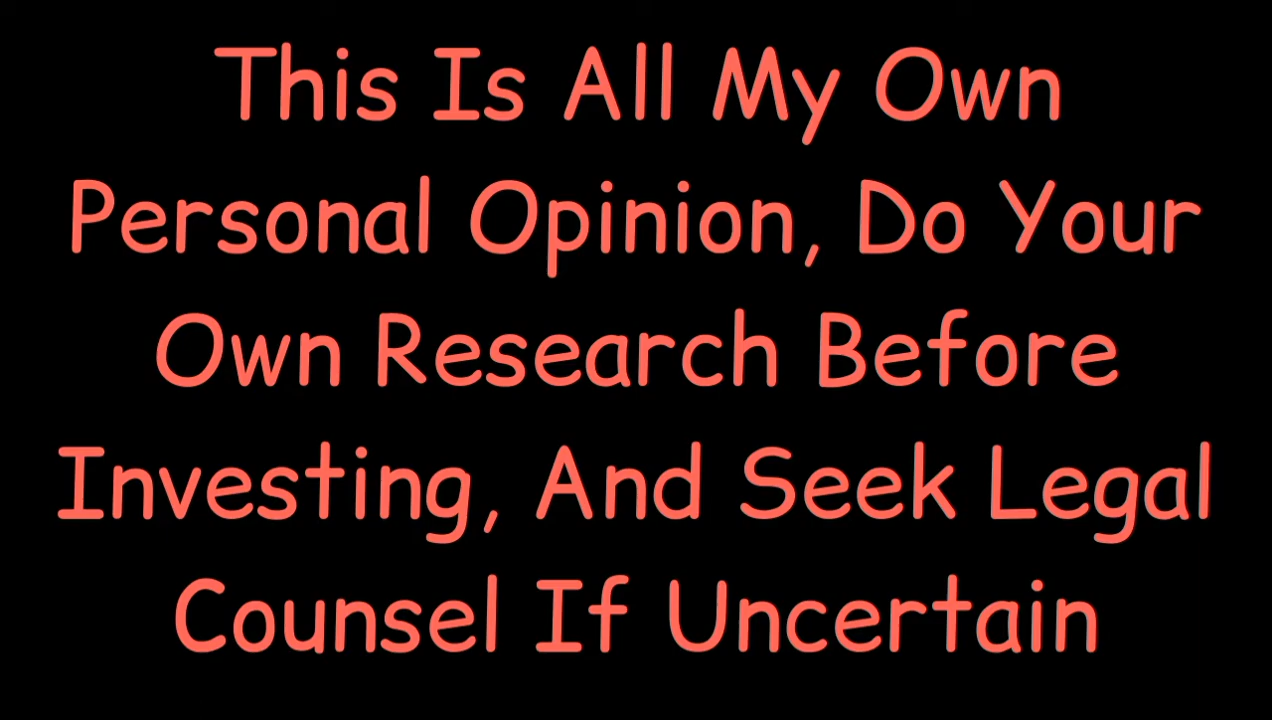 This Is All My Own
Personal Opinion, Do Your
Own Research Before
Investing, And Seek Legal
Counsel If Uncertain